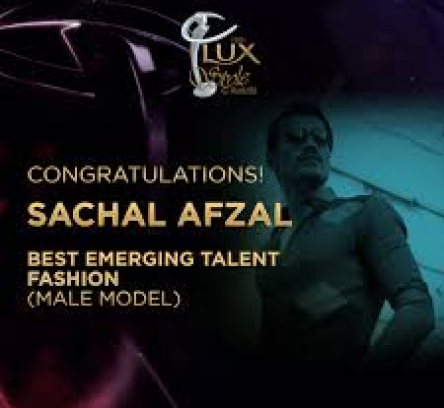 LUX
Style
CONGRATULATIONS!
SACHAL AFZAL
BEST EMERGING TALENT
FASHION
(MALE MODEL)